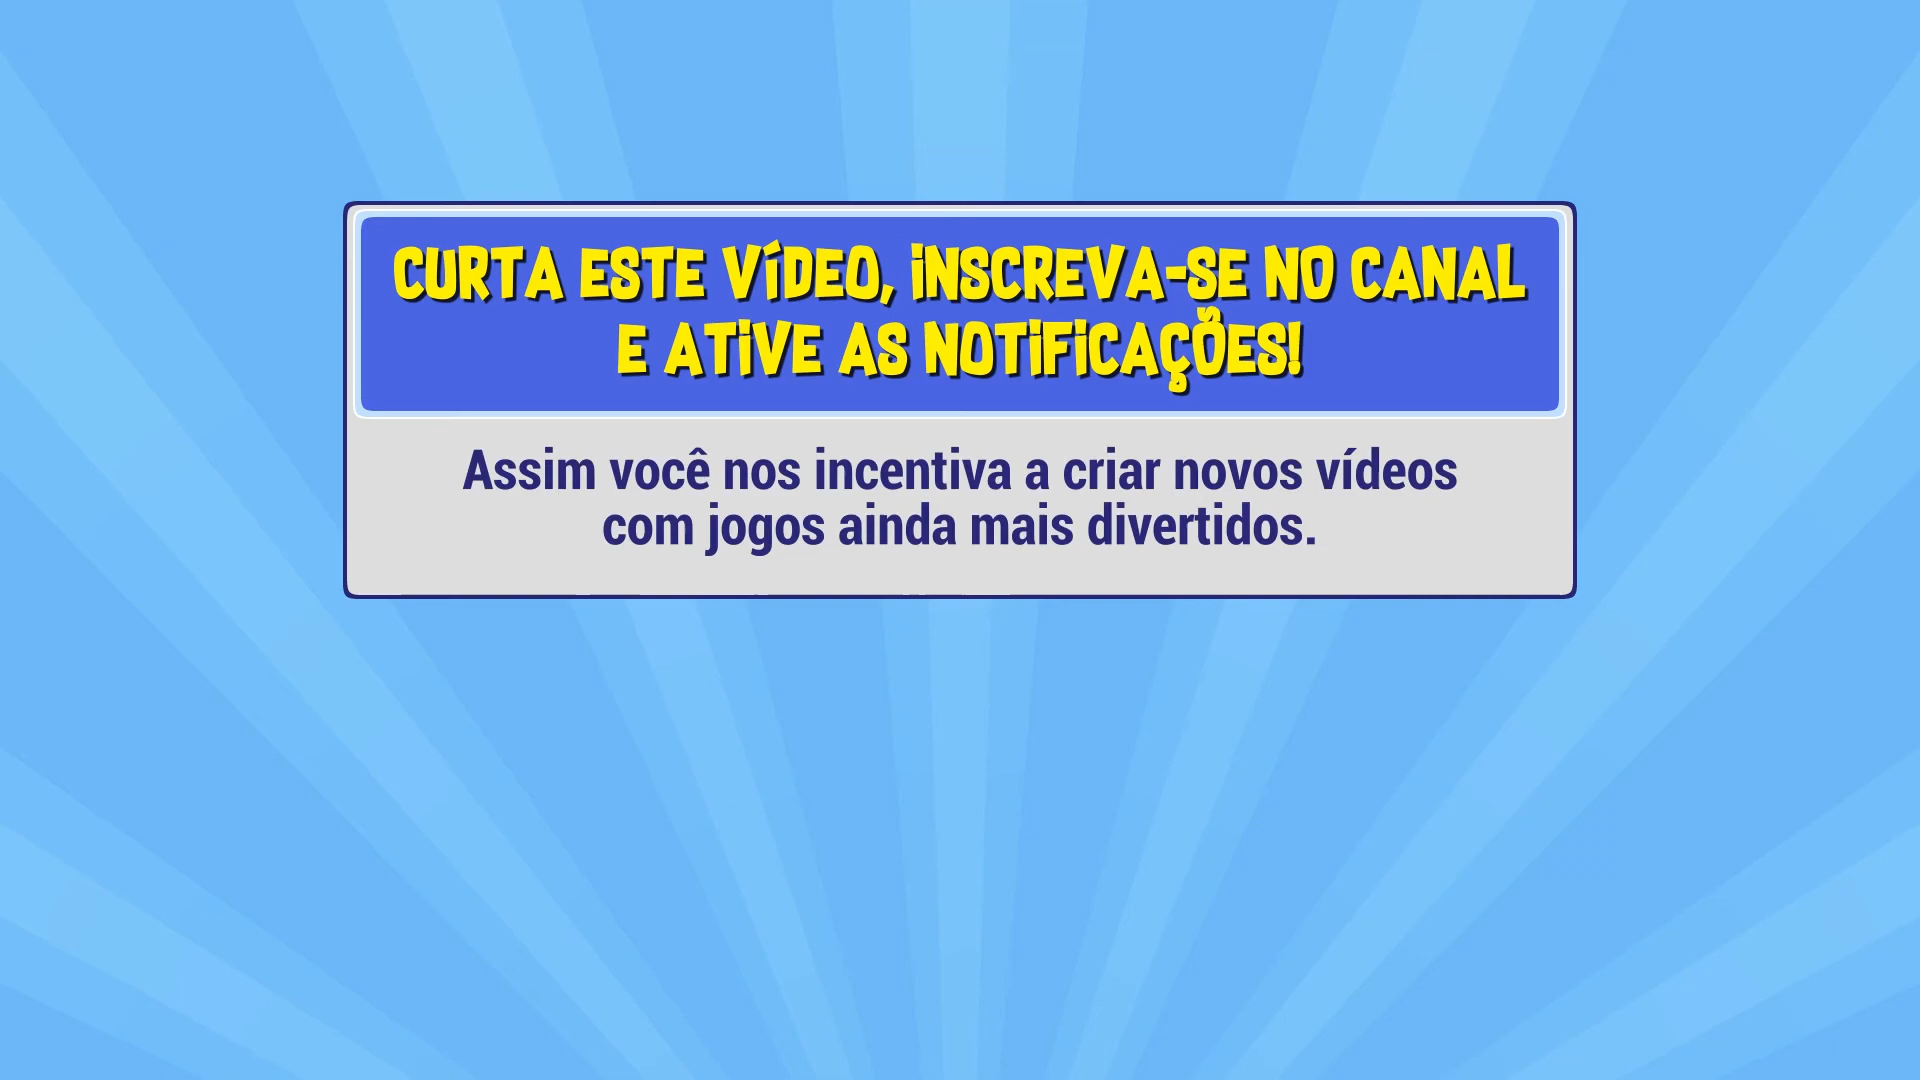 CURTA ESTE VÍDEO, INSCREVA-SE NO CANAL
E ATIVE AS NOTIFICAÇÕES!
Assim você nos incentiva a criar novos vídeos
com jogos ainda mais divertidos.